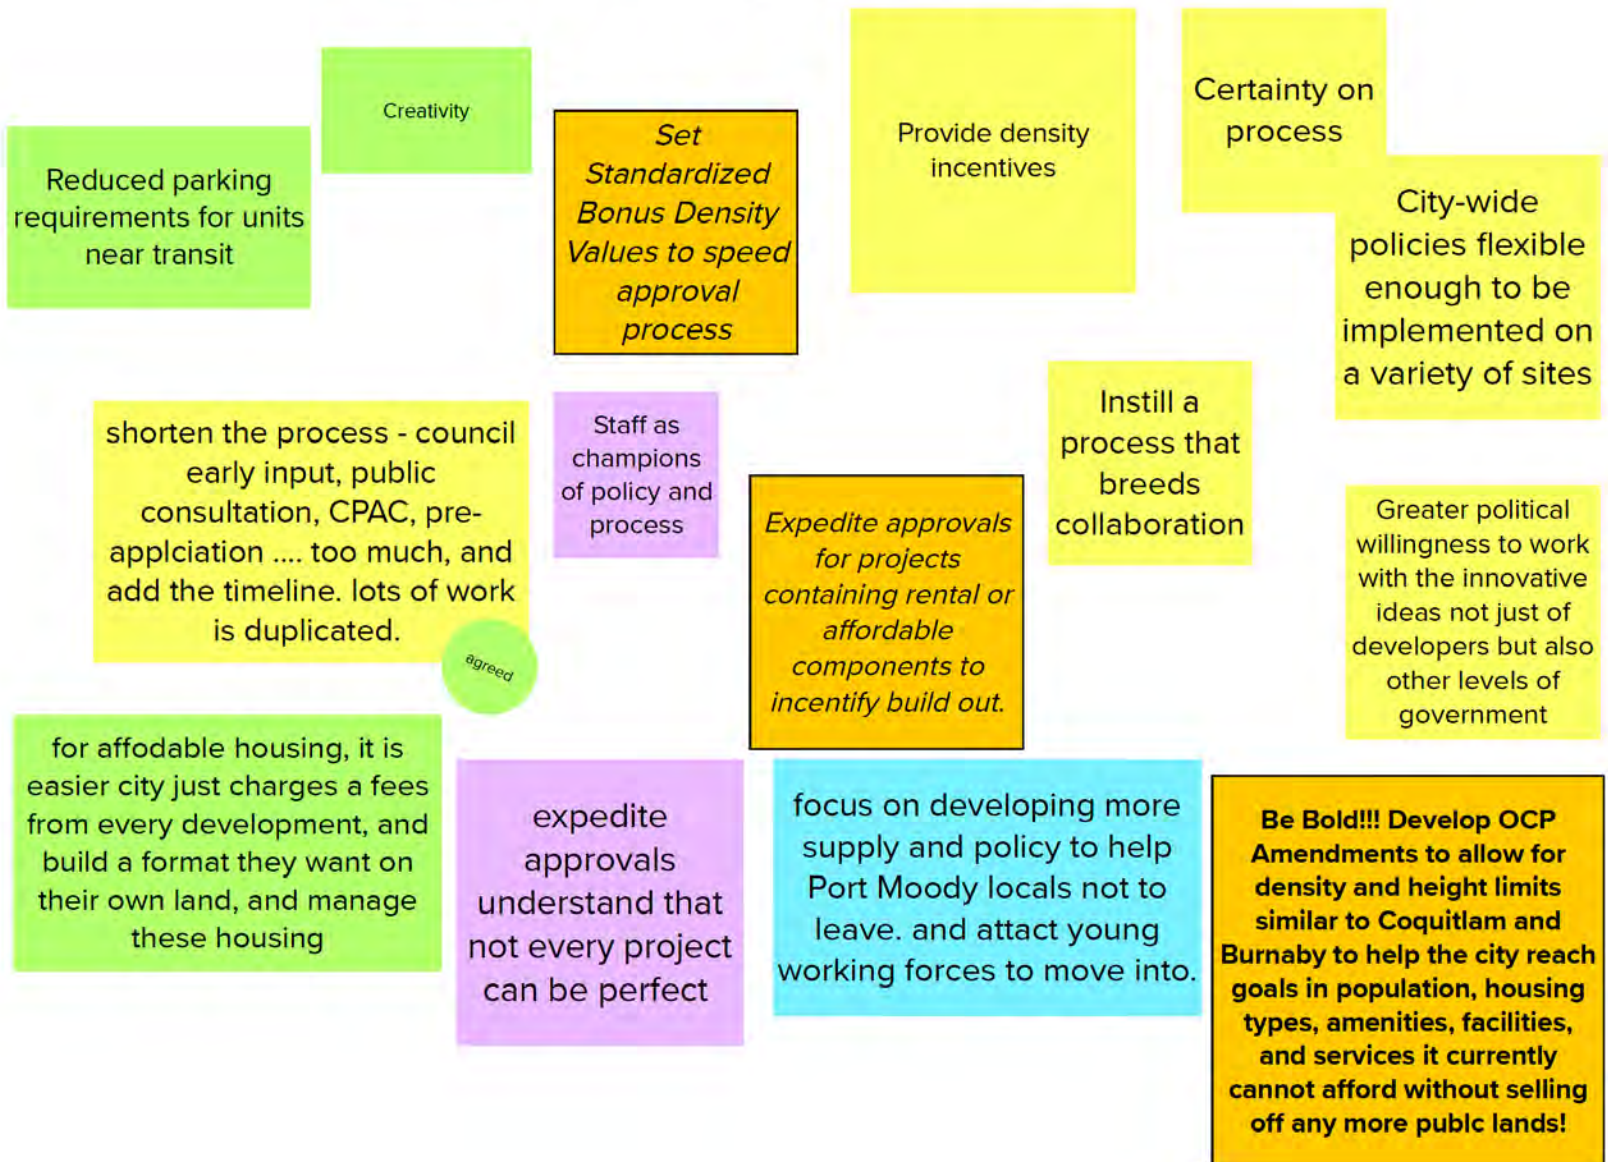 Creativity
Reduced parking
requirements for units
near transit
Set
Standardized
Bonus Density
Values to speed
approval
process
Provide density
incentives
Certainty on
process
City-wide
policies flexible
enough to be
implemented on
a variety of sites
shorten the process - council
early input, public
consultation, CPAC, pre-
applciation .... too much, and
add the timeline. lots of work
is duplicated.
agreed
Staff as
champions
of policy and
process
Expedite approvals
for projects
containing rental or
affordable
components to
incentify build out.
Instill a
process that
breeds
collaboration
Greater political
willingness to work
with the innovative
ideas not just of
developers but also
other levels of
government
for affodable housing, it is
easier city just charges a fees
from every development, and
build a format they want on
their own land, and manage
these housing
expedite
approvals
understand that
not every project
can be perfect
focus on developing more
supply and policy to help
Port Moody locals not to
leave. and attact young
working forces to move into.
Be Bold!!! Develop OCP
Amendments to allow for
density and height limits
similar to Coquitlam and
Burnaby to help the city reach
goals in population, housing
types, amenities, facilities,
and services it currently
cannot afford without selling
off any more publc lands!